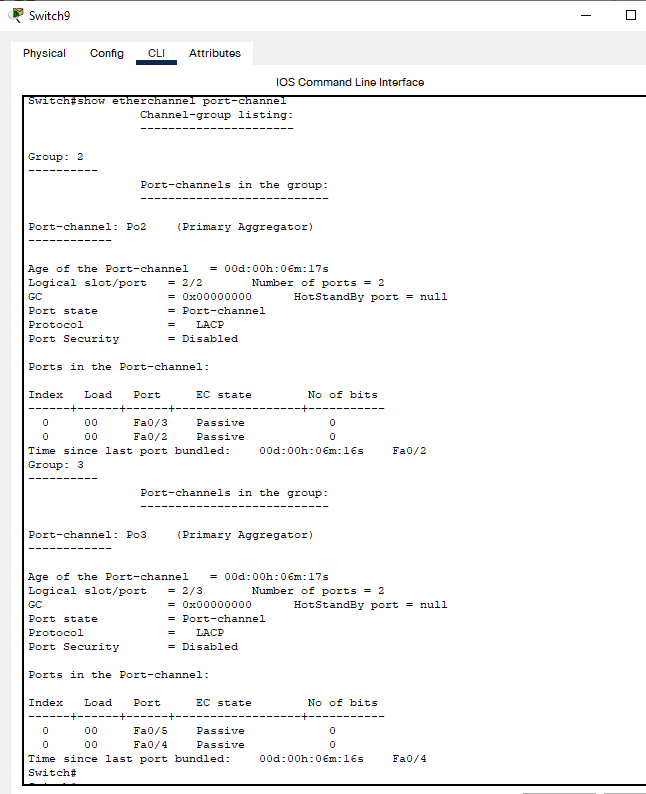 Switch9
Physical Config CLI Attributes
IOS Command Line Interface
Switch#show etherchannel port-channel
Channel-group listing:
----------------------
Group: 2
----------
Port-channels in the group:
---------------------------
Port-channel: Po2    (Primary Aggregator)
------------
Age of the Port-channel   = 00d:00h:06m:17s
Logical slot/port   = 2/2       Number of ports = 2
GC                  = 0x00000000      HotStandBy port = null
Port state          = Port-channel
Protocol            =   LACP
Port Security       = Disabled
Ports in the Port-channel:
Index   Load   Port     EC state        No of bits
------+------+------+------------------+-----------
  0     00     Fa0/3    Passive            0
  0     00     Fa0/2    Passive            0
Time since last port bundled:    00d:00h:06m:16s    Fa0/2
Group: 3
----------
Port-channels in the group:
---------------------------
Port-channel: Po3    (Primary Aggregator)
------------
Age of the Port-channel   = 00d:00h:06m:17s
Logical slot/port   = 2/3       Number of ports = 2
GC                  = 0x00000000      HotStandBy port = null
Port state          = Port-channel
Protocol            =   LACP
Port Security       = Disabled
Ports in the Port-channel:
Index   Load   Port     EC state        No of bits
------+------+------+------------------+-----------
  0     00     Fa0/5    Passive            0
  0     00     Fa0/4    Passive            0
Time since last port bundled:    00d:00h:06m:16s    Fa0/4
Switch#